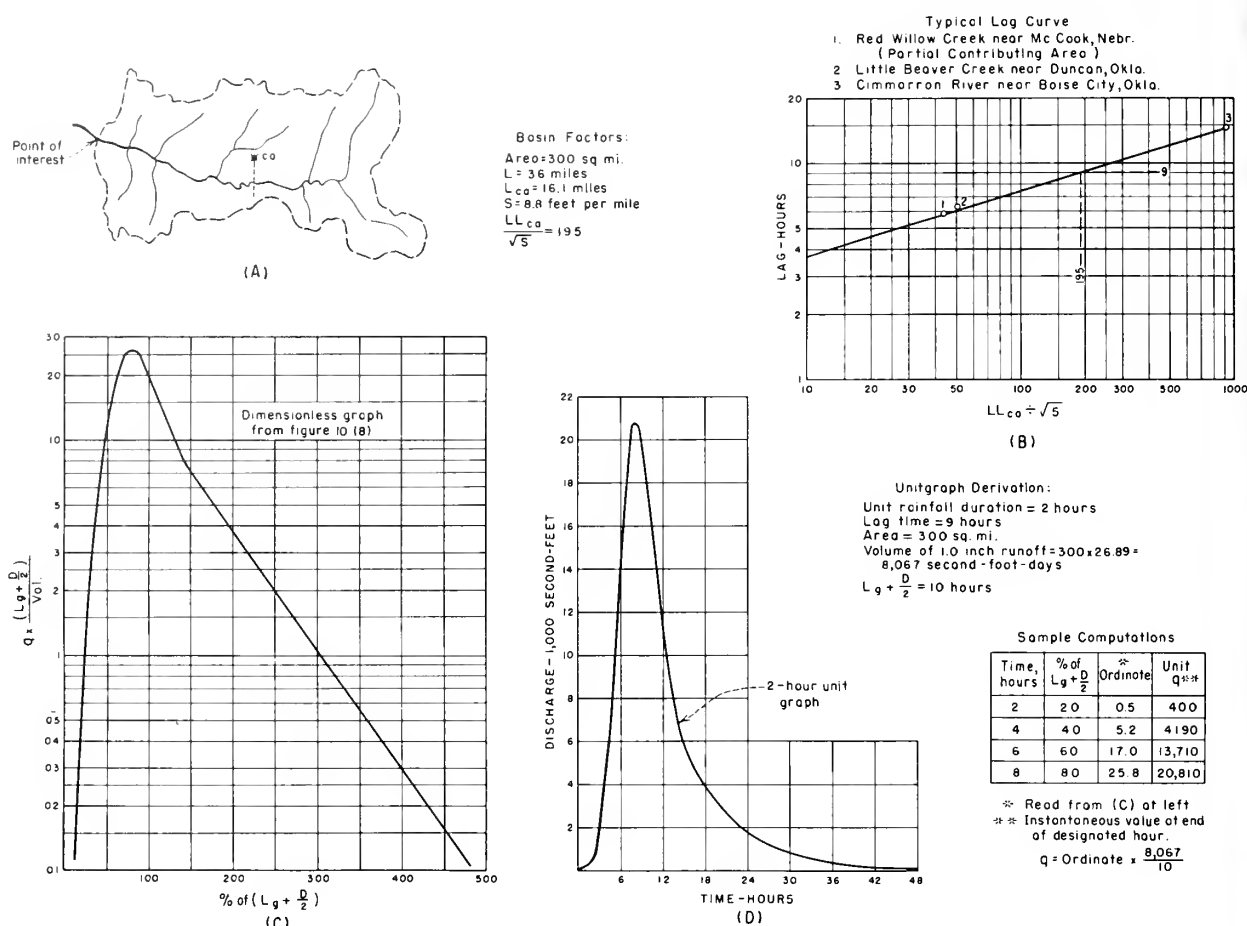 Point of
interest
ca
(A)
Basin Factors:
Area=300 sq mi.
L = 36 miles
Lca=16.1 miles
S=8.8 feet per mile
LLca
√S = 195
Typical Lag Curve
1. Red Willow Creek near Mc Cook, Nebr.
(Partial Contributing Area)
2 Little Beaver Creek near Duncan, Okla.
3 Cimmarron River near Boise City, Okla.
LAG-HOURS
20
10
5
4
3
2
1
1
2
3
9
195
10 20 30 50 100 200 300 500 1000
LLca ÷ √S
(B)
q x (Lg + D/2)
Vol.
30
20
10
5
4
3
2
1
0.5
0.4
0.3
0.2
0.1
Dimensionless graph
from figure 10 (8)
100 200 300 400 500
% of (Lg + D/2)
(C)
DISCHARGE-1,000 SECOND-FEET
22
20
18
16
14
12
10
8
6
4
2
2-hour unit
graph
6 12 18 24 30 36 42 48
TIME-HOURS
(D)
Unitgraph Derivation:
Unit rainfall duration = 2 hours
Lag time = 9 hours
Area = 300 sq. mi.
Volume of 1.0 inch runoff=300x26.89=
8,067 second-foot-days
Lg + D/2 = 10 hours
Sample Computations
Time, hours % of Lg + D/2 * Ordinate Unit q**
2 20 0.5 400
4 40 5.2 4190
6 60 17.0 13,710
8 80 25.8 20,810
* Read from (C) at left
** Instantaneous value at end
of designated hour.
q = Ordinate x 8,067/10